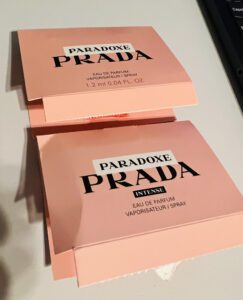 PARADOXE
PRADA
EAU DE PARFUM
VAPORISATEUR / SPRAY
1.2 ml 0.04 FL. OZ.
PARADOXE
PRADA
INTENSE
EAU DE PARFUM
VAPORISATEUR / SPRAY